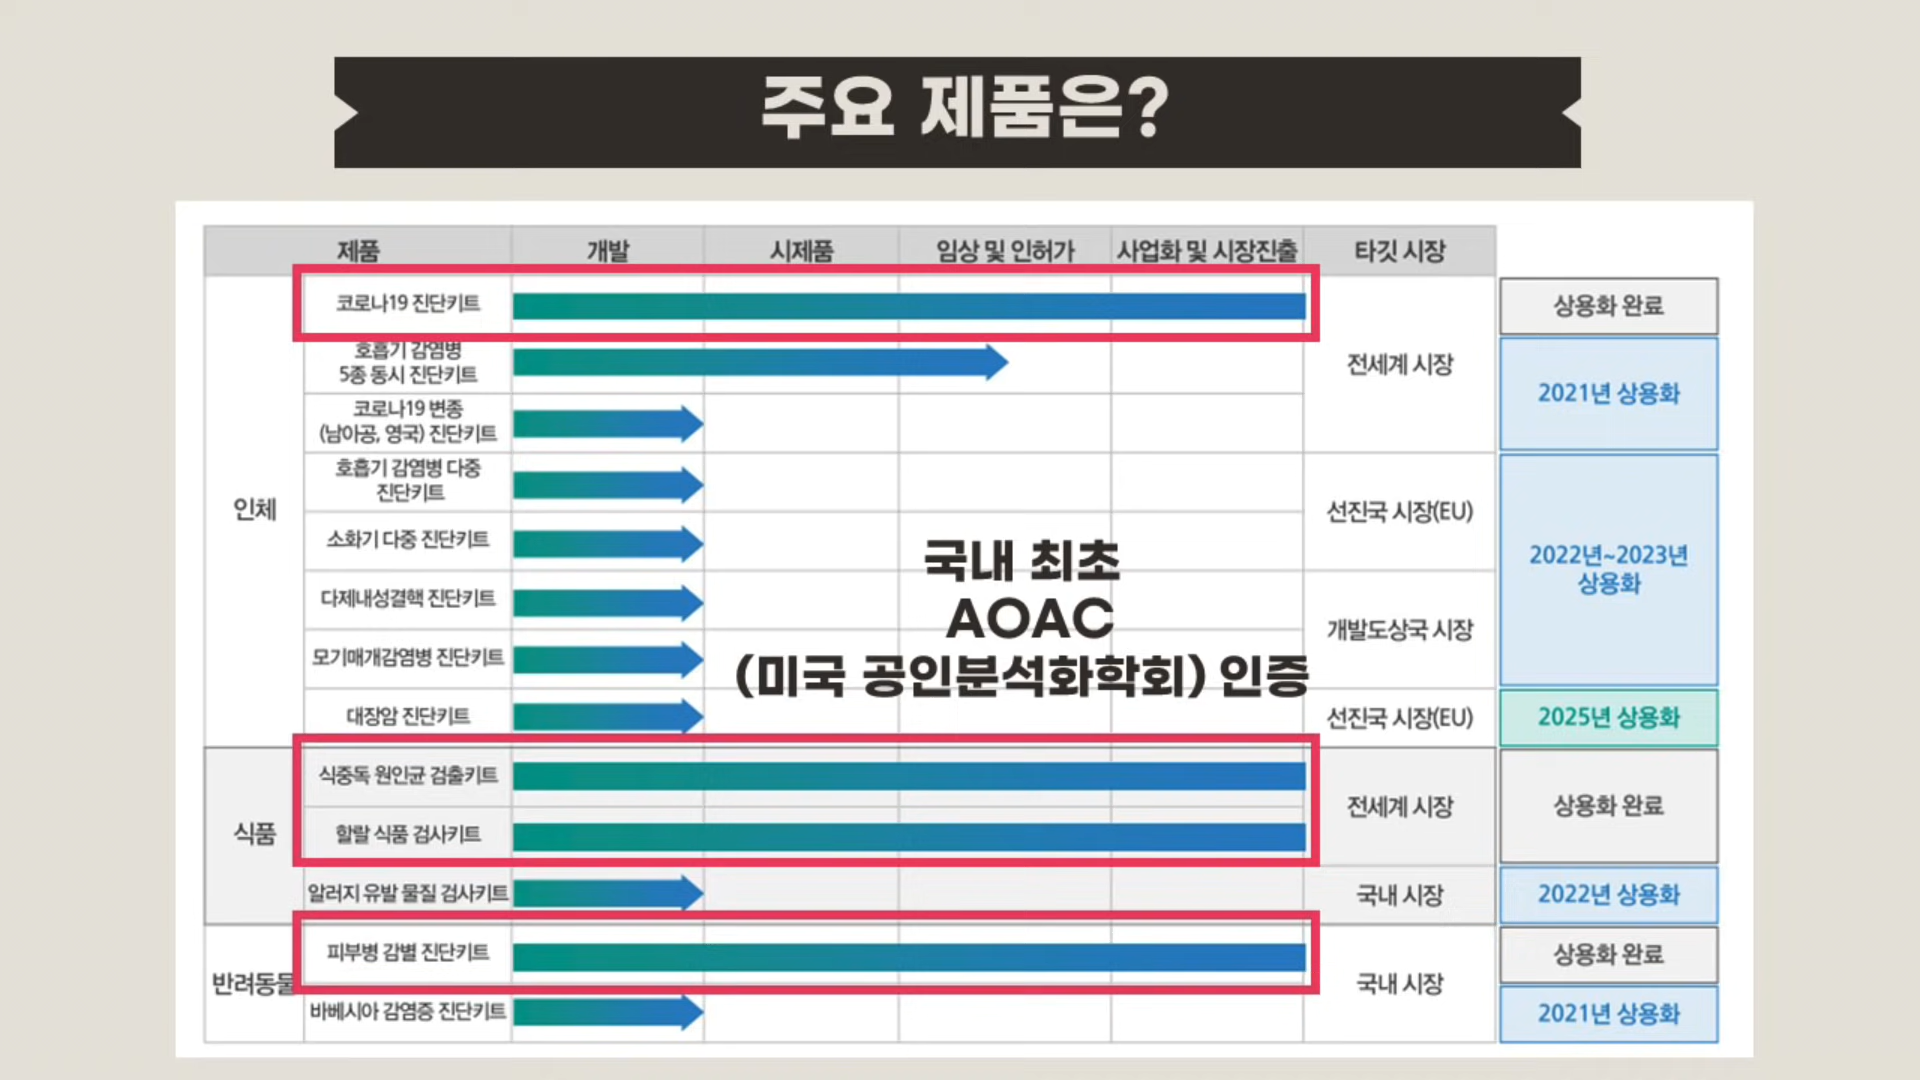 주요 제품은?
제품 개발 시제품 임상 및 인허가 사업화 및 시장진출 타깃 시장
인체
코로나19 진단키트
호흡기 감염병
5종 동시 진단키트
코로나19 변종
(남아공, 영국) 진단키트
호흡기 감염병 다중
진단키트
소화기 다중 진단키트
다제내성결핵 진단키트
모기매개감염병 진단키트
대장암 진단키트
전세계 시장
선진국 시장(EU)
개발도상국 시장
선진국 시장(EU)
상용화 완료
2021년 상용화
2022년~2023년
상용화
2025년 상용화
국내 최초
AOAC
(미국 공인분석화학회) 인증
식품
식중독 원인균 검출키트
할랄 식품 검사키트
알러지 유발 물질 검사키트
전세계 시장
국내 시장
상용화 완료
2022년 상용화
반려동물
피부병 감별 진단키트
바베시아 감염증 진단키트
국내 시장
상용화 완료
2021년 상용화